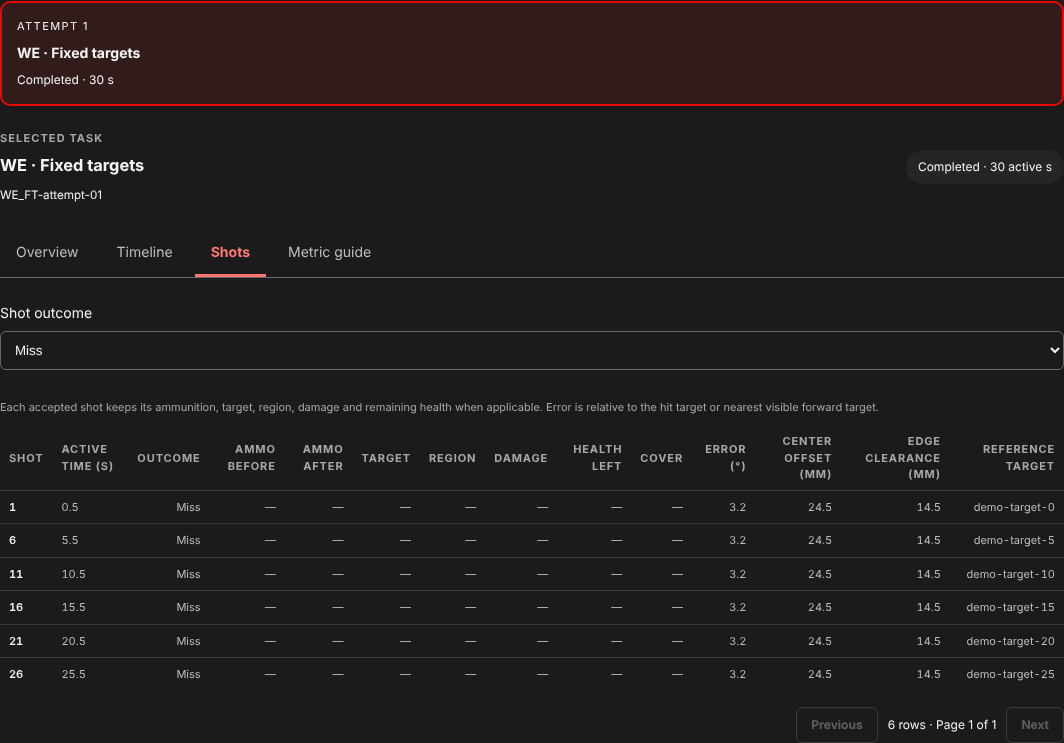 ATTEMPT 1
WE · Fixed targets
Completed · 30 s
SELECTED TASK
WE · Fixed targets
Completed · 30 active s
WE_FT-attempt-01
Overview Timeline Shots Metric guide
Shot outcome
Miss
Each accepted shot keeps its ammunition, target, region, damage and remaining health when applicable. Error is relative to the hit target or nearest visible forward target.
SHOT ACTIVE TIME (S) OUTCOME AMMO BEFORE AMMO AFTER TARGET REGION DAMAGE HEALTH LEFT COVER ERROR (°) CENTER OFFSET (MM) EDGE CLEARANCE (MM) REFERENCE TARGET
1 0.5 Miss — — — — — — — 3.2 24.5 14.5 demo-target-0
6 5.5 Miss — — — — — — — 3.2 24.5 14.5 demo-target-5
11 10.5 Miss — — — — — — — 3.2 24.5 14.5 demo-target-10
16 15.5 Miss — — — — — — — 3.2 24.5 14.5 demo-target-15
21 20.5 Miss — — — — — — — 3.2 24.5 14.5 demo-target-20
26 25.5 Miss — — — — — — — 3.2 24.5 14.5 demo-target-25
Previous 6 rows · Page 1 of 1 Next